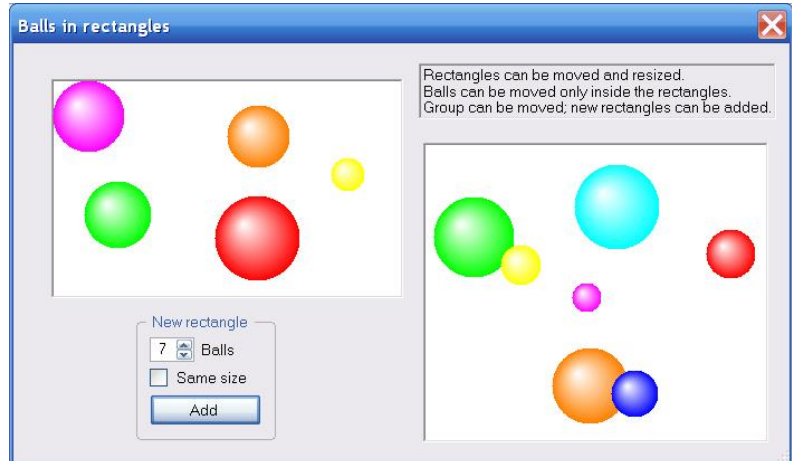 Balls in rectangles
Rectangles can be moved and resized.
Balls can be moved only inside the rectangles.
Group can be moved; new rectangles can be added.
New rectangle
7 Balls
Same size
Add